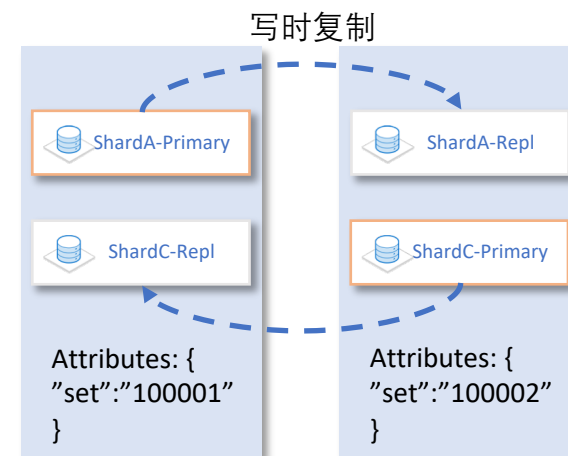 写时复制
ShardA-Primary
ShardC-Repl
Attributes: {
”set”:”100001”
}
ShardA-Repl
ShardC-Primary
Attributes: {
”set”:”100002”
}